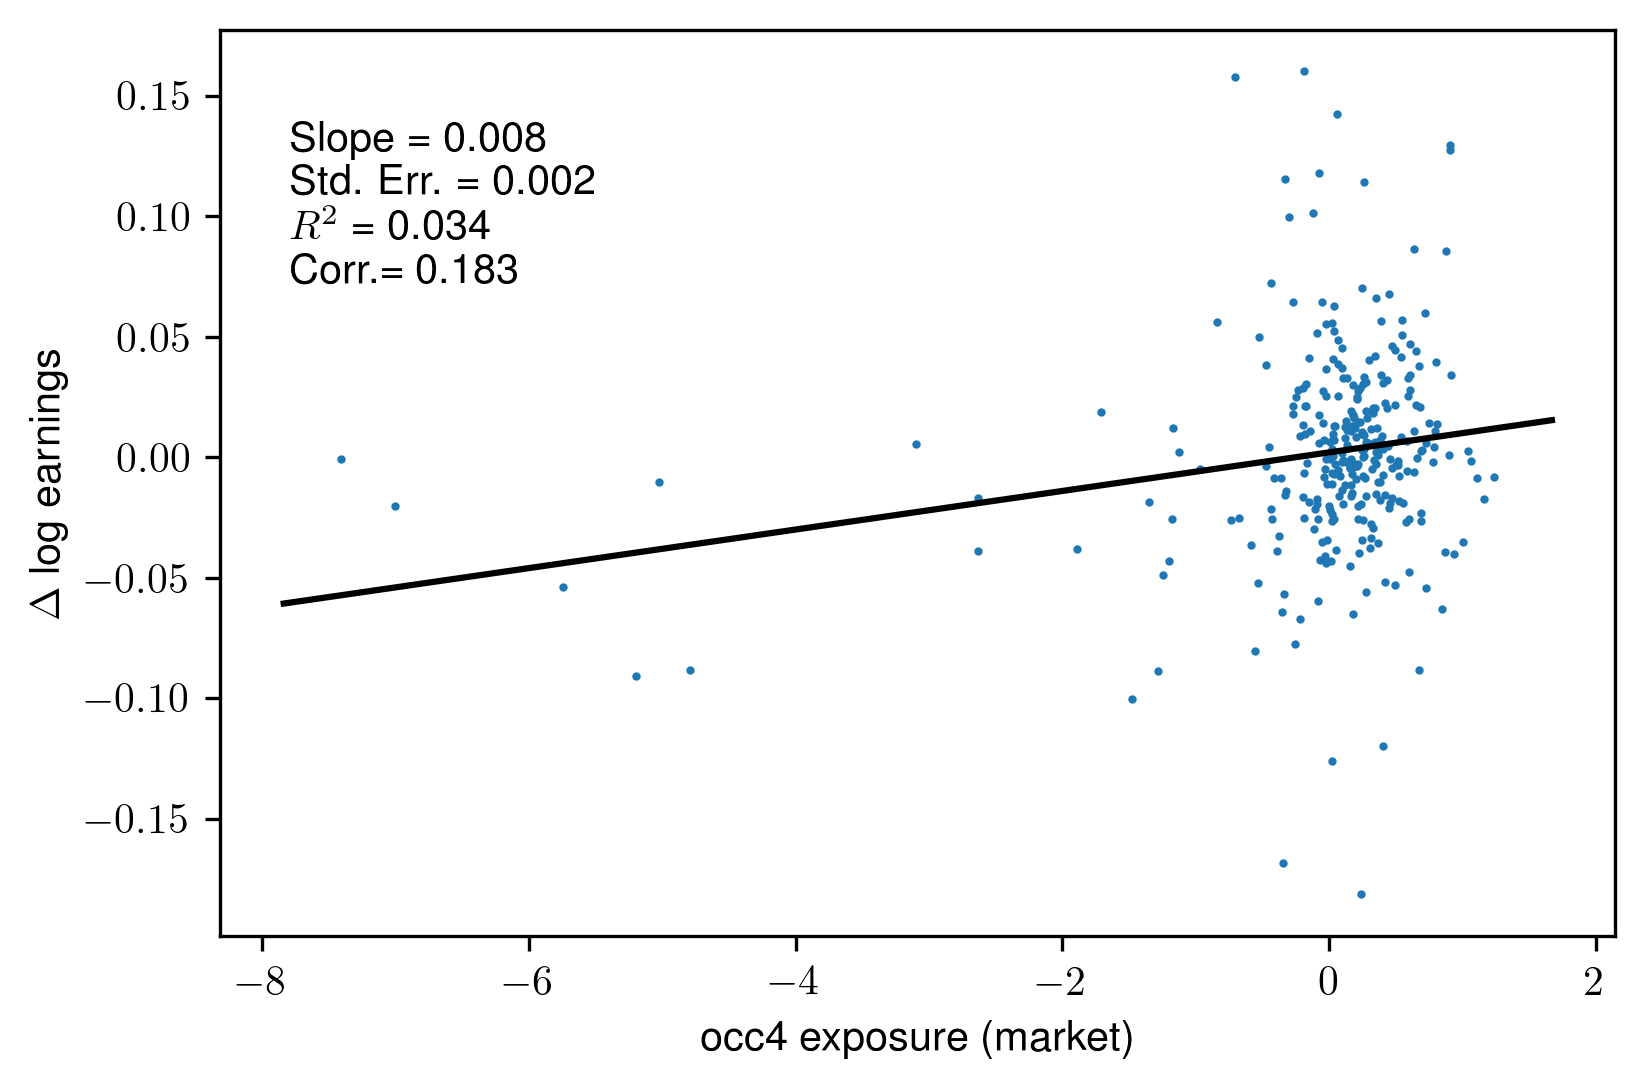 0.15
0.10
0.05
0.00
−0.05
−0.10
−0.15
Δ log earnings
Slope = 0.008
Std. Err. = 0.002
R² = 0.034
Corr.= 0.183
−8 −6 −4 −2 0 2
occ4 exposure (market)